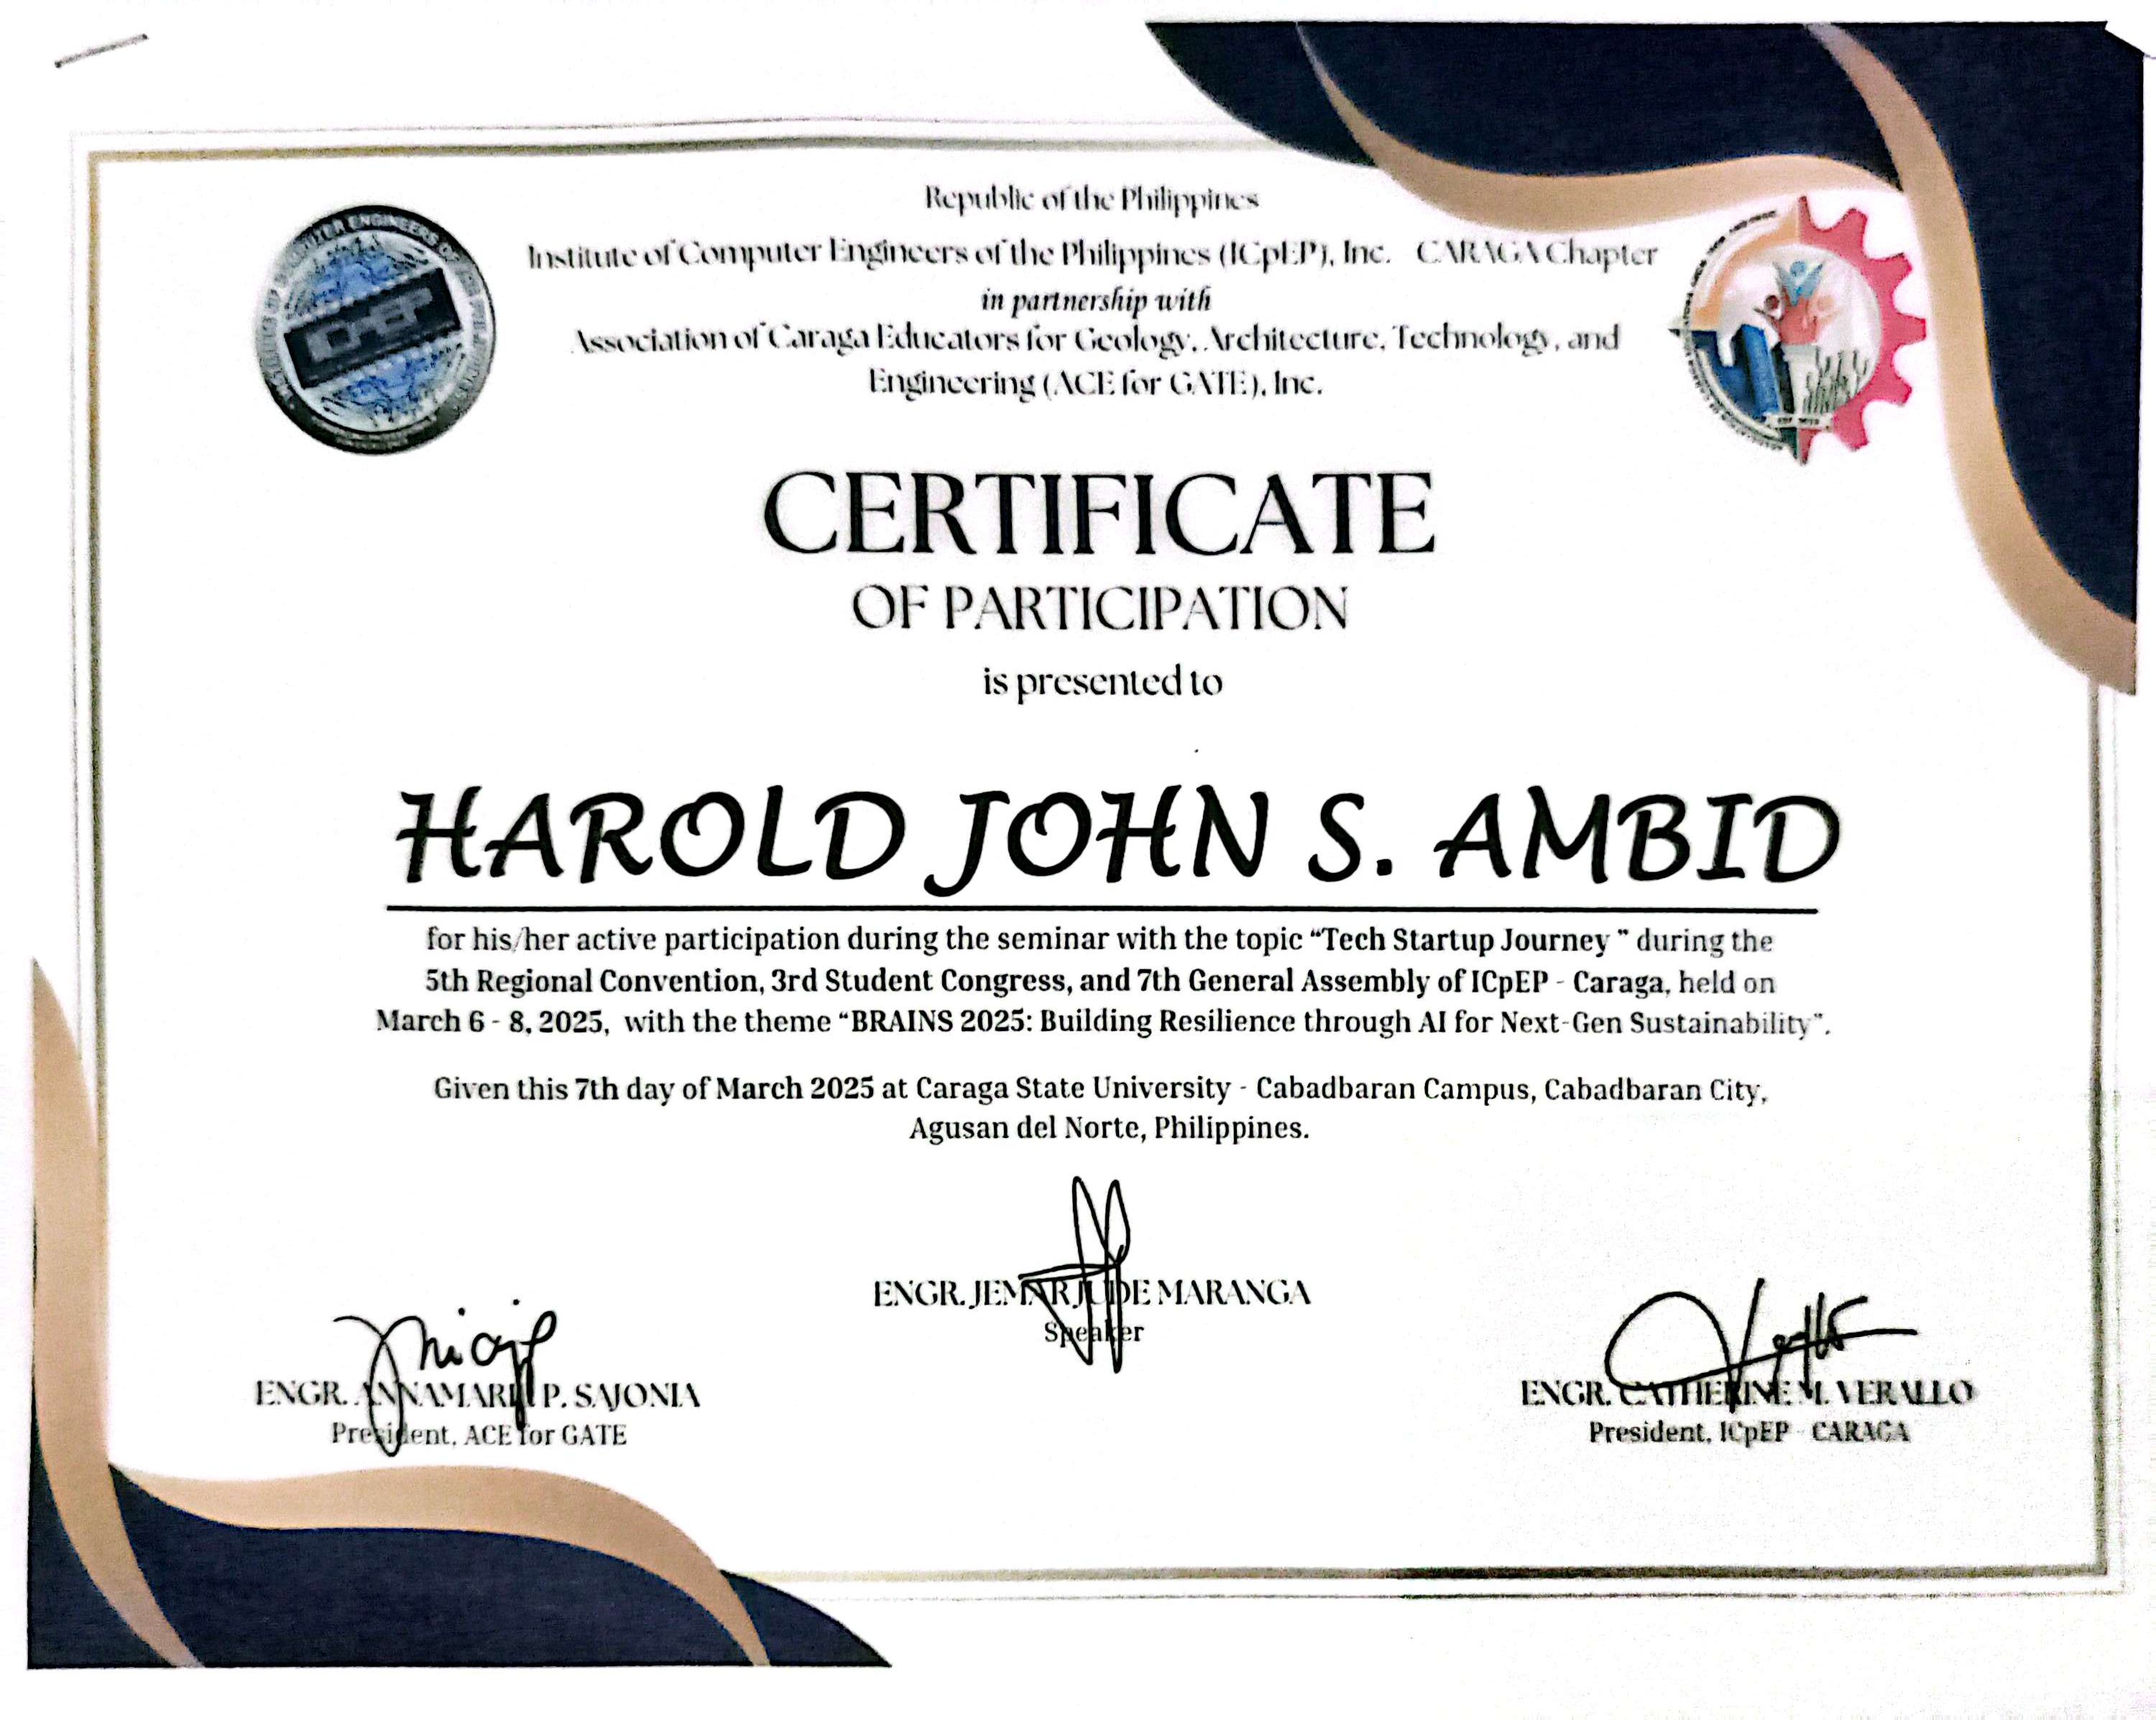 Republic of the Philippines
Institute of Computer Engineers of the Philippines (ICpEP), Inc. CARAGA Chapter
in partnership with
Association of Caraga Educators for Geology, Architecture, Technology, and
Engineering (ACE for GATE), Inc.
ICpEP
CERTIFICATE
OF PARTICIPATION
is presented to
HAROLD JOHN S. AMBID
for his/her active participation during the seminar with the topic “Tech Startup Journey ” during the
5th Regional Convention, 3rd Student Congress, and 7th General Assembly of ICpEP - Caraga, held on
March 6 - 8, 2025, with the theme “BRAINS 2025: Building Resilience through AI for Next-Gen Sustainability”.
Given this 7th day of March 2025 at Caraga State University - Cabadbaran Campus, Cabadbaran City,
Agusan del Norte, Philippines.
ENGR. JEMAR JUDE MARANGA
Speaker
ENGR. P. SAJONIA
President, ACE for GATE
ENGR. CATHERINE M. VERALLO
President, ICpEP - CARAGA